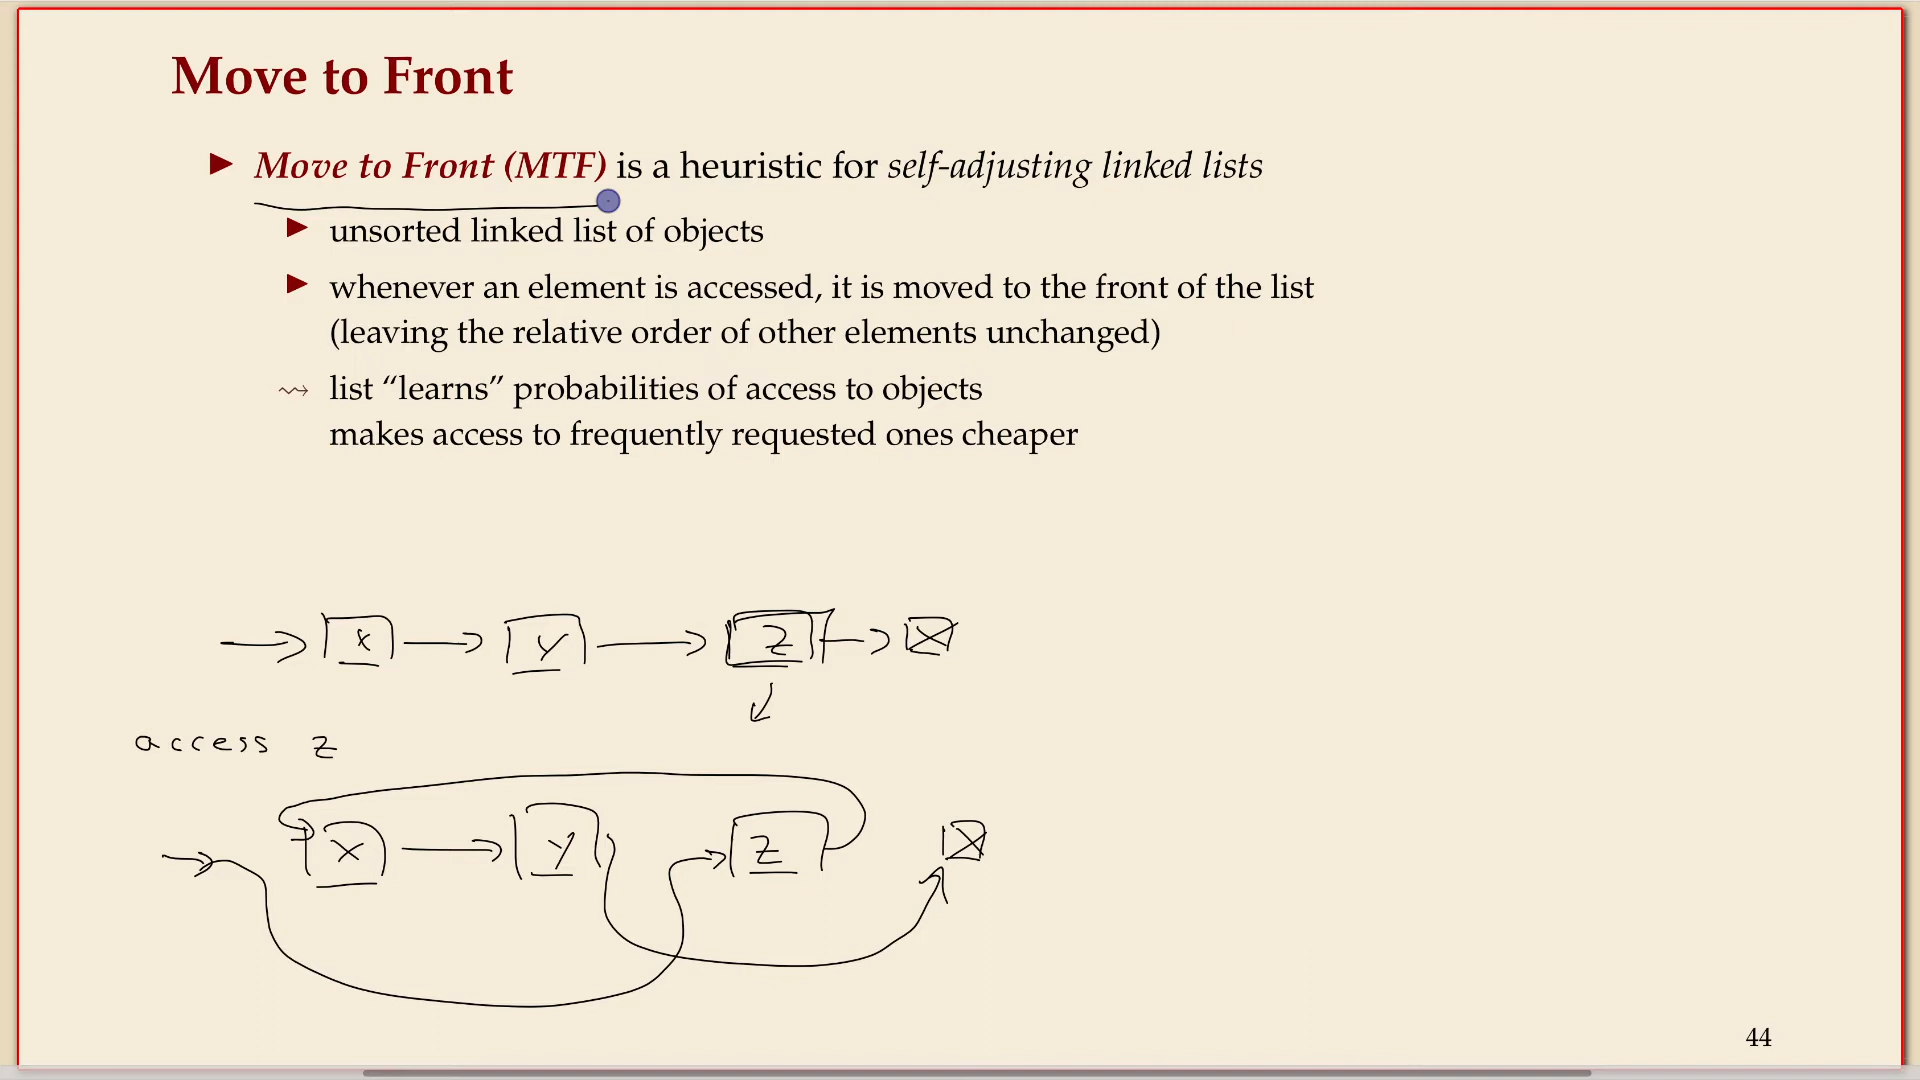 Move to Front
▶ Move to Front (MTF) is a heuristic for self-adjusting linked lists
▶ unsorted linked list of objects
▶ whenever an element is accessed, it is moved to the front of the list
(leaving the relative order of other elements unchanged)
⇝ list “learns” probabilities of access to objects
makes access to frequently requested ones cheaper
x y z
access z
x y z
44